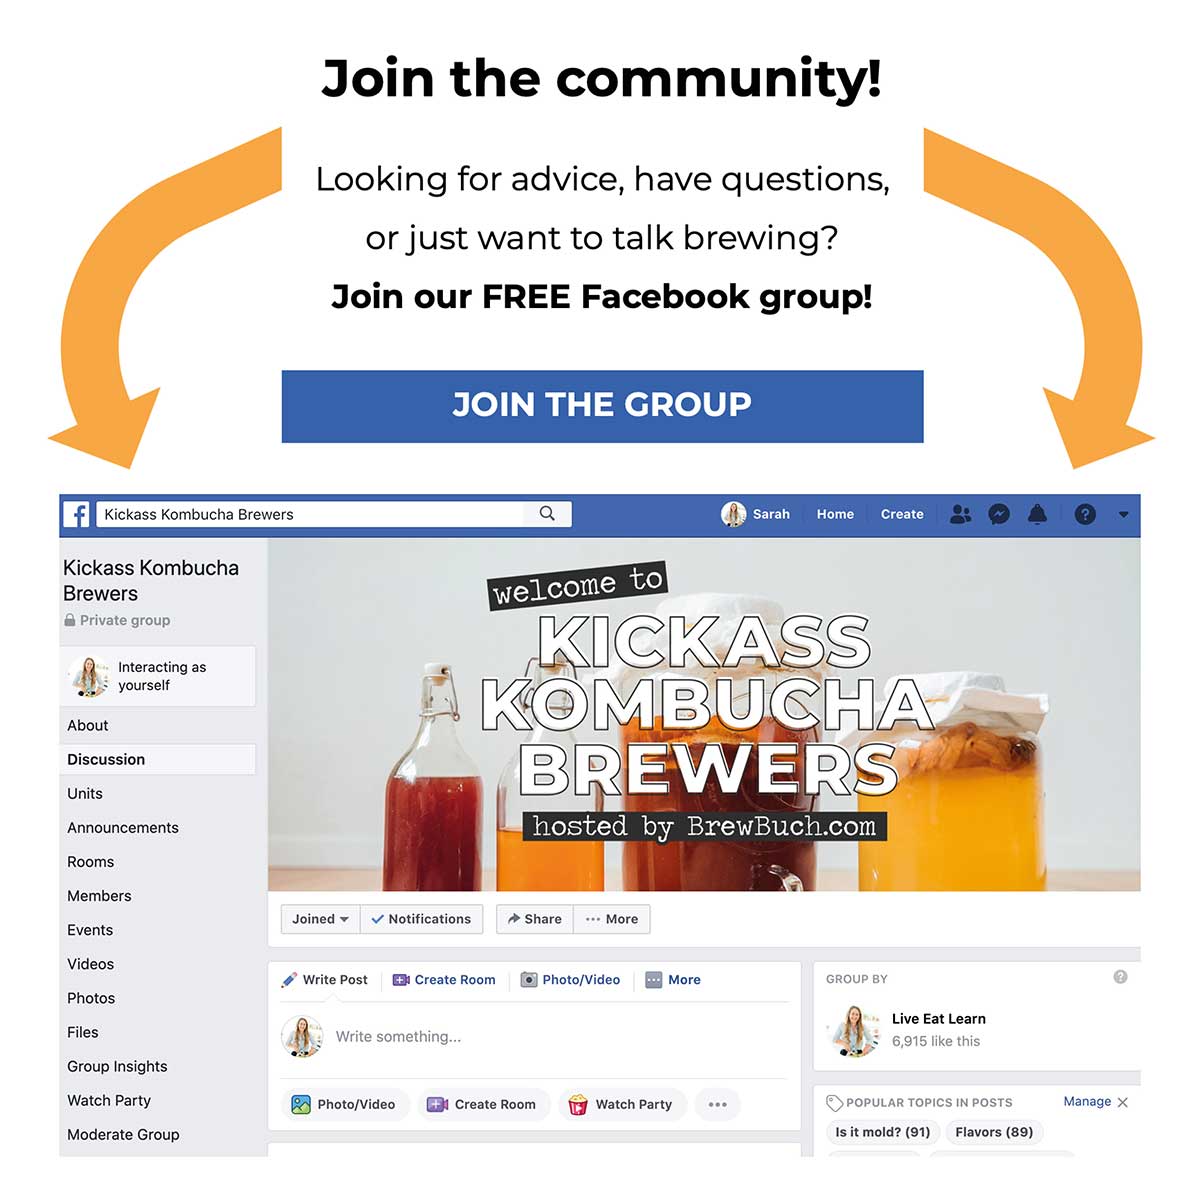 Join the community!
Looking for advice, have questions,
or just want to talk brewing?
Join our FREE Facebook group!
JOIN THE GROUP
f Kickass Kombucha Brewers
Sarah Home Create
Kickass Kombucha
Brewers
Private group
Interacting as
yourself
About
Discussion
Units
Announcements
Rooms
Members
Events
Videos
Photos
Files
Group Insights
Watch Party
Moderate Group
welcome to
KICKASS
KOMBUCHA
BREWERS
hosted by BrewBuch.com
Joined Notifications Share More
Write Post Create Room Photo/Video More
Write something...
Photo/Video Create Room Watch Party
GROUP BY
Live Eat Learn
6,915 like this
POPULAR TOPICS IN POSTS Manage
Is it mold? (91) Flavors (89)